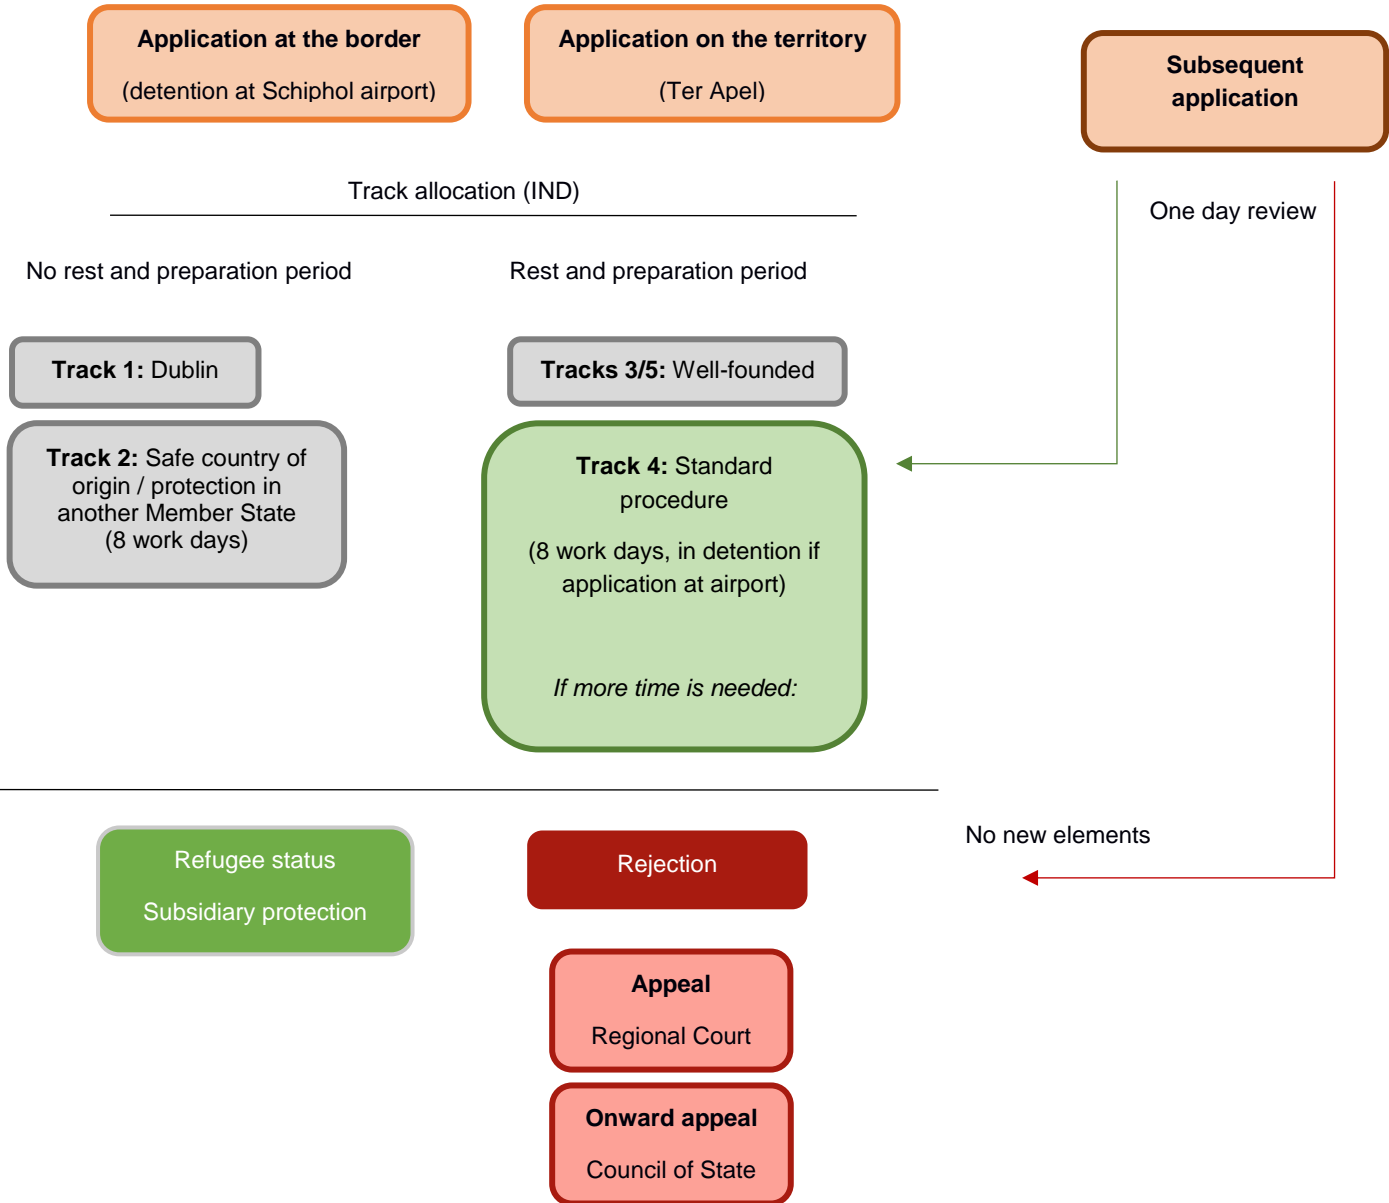 Application at the border
(detention at Schiphol airport)
Application on the territory
(Ter Apel)
Subsequent
application
Track allocation (IND)
One day review
No rest and preparation period
Rest and preparation period
Track 1: Dublin
Tracks 3/5: Well-founded
Track 2: Safe country of
origin / protection in
another Member State
(8 work days)
Track 4: Standard
procedure
(8 work days, in detention if
application at airport)
If more time is needed:
No new elements
Refugee status
Subsidiary protection
Rejection
Appeal
Regional Court
Onward appeal
Council of State